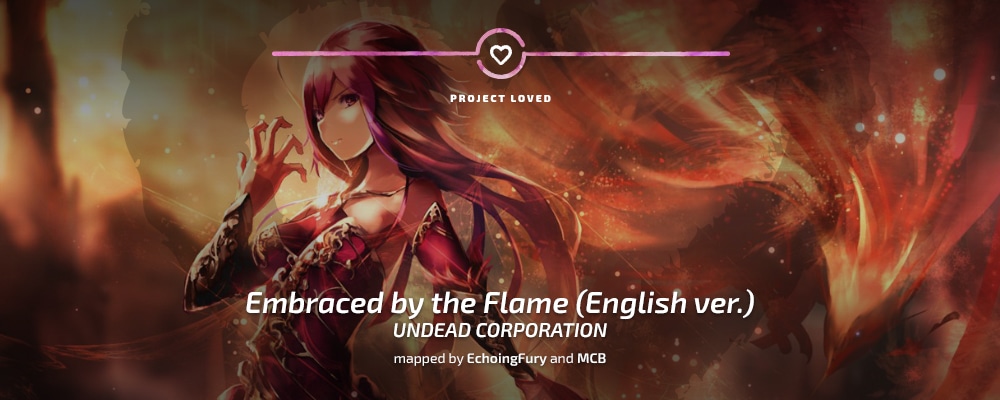 PROJECT LOVED
Embraced by the Flame (English ver.)
UNDEAD CORPORATION
mapped by EchoingFury and MCB